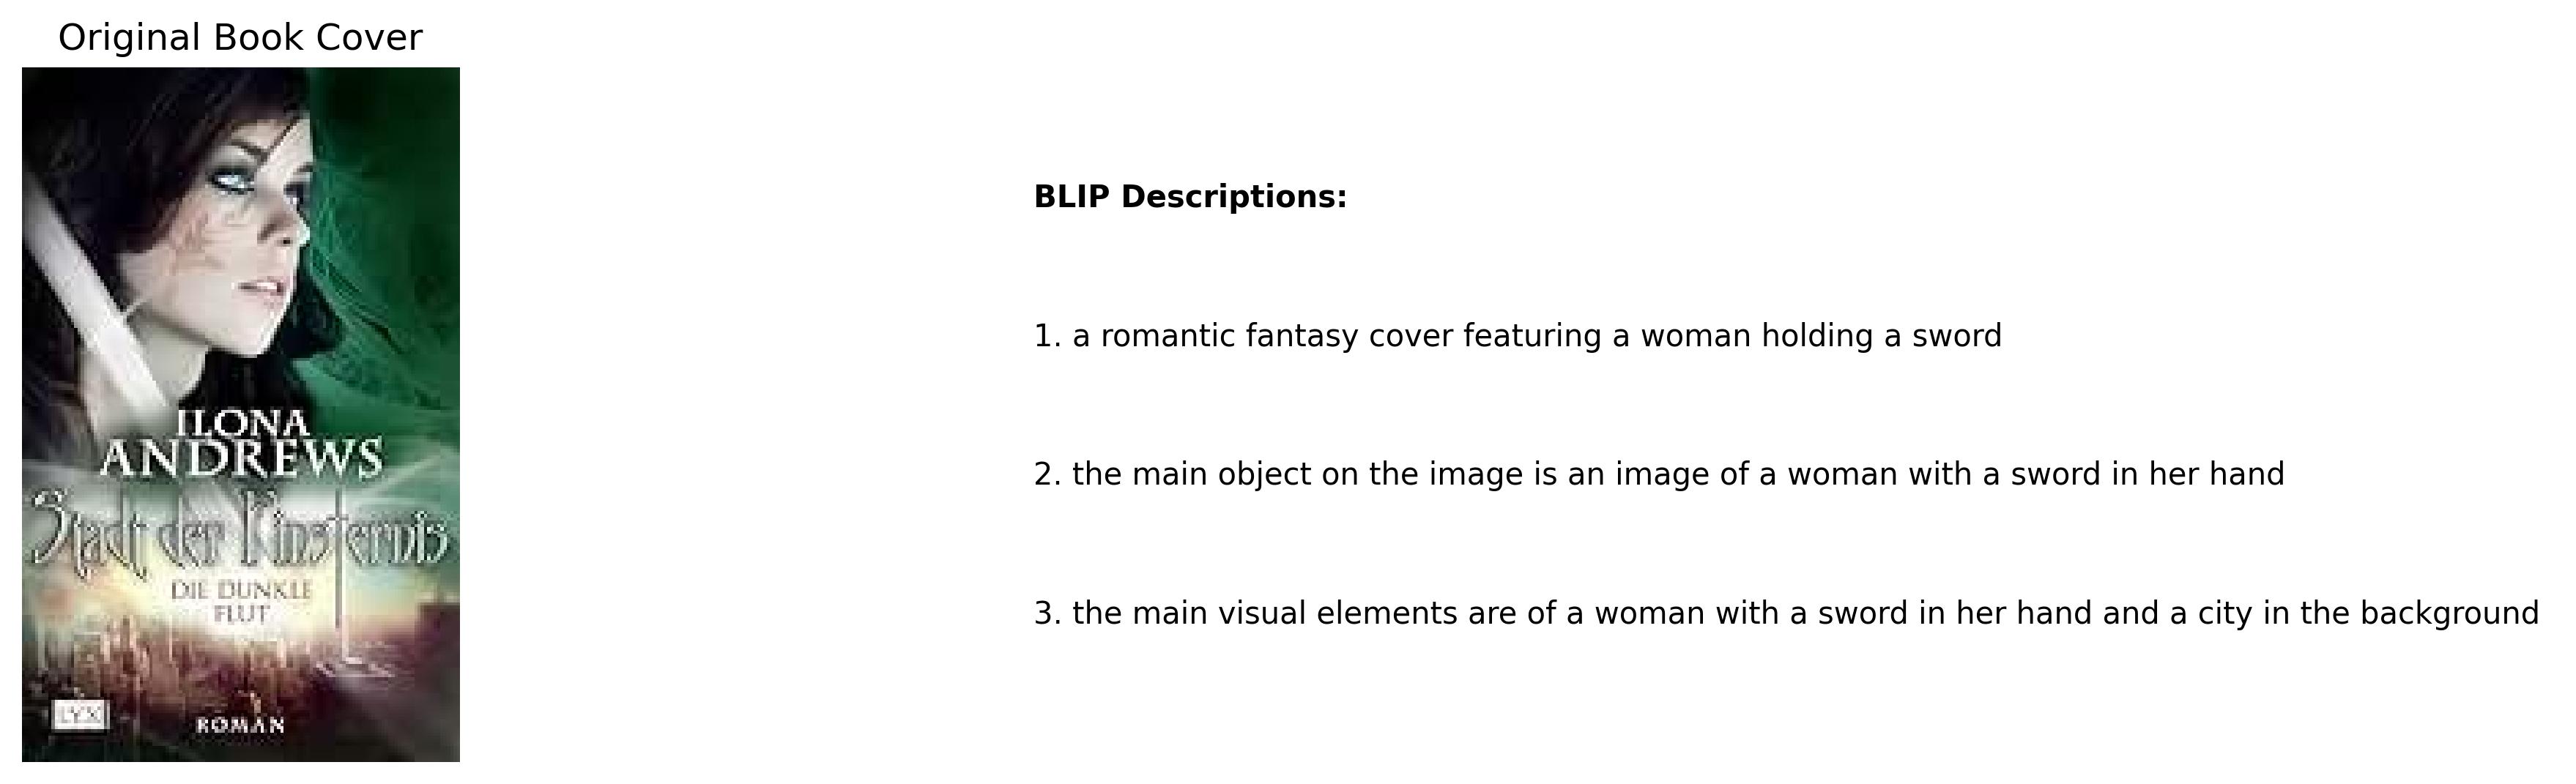 Original Book Cover
ILONA
ANDREWS
Stadt der Finsternis
DIE DUNKLE
FLUT
LYX
ROMAN
BLIP Descriptions:
1. a romantic fantasy cover featuring a woman holding a sword
2. the main object on the image is an image of a woman with a sword in her hand
3. the main visual elements are of a woman with a sword in her hand and a city in the background